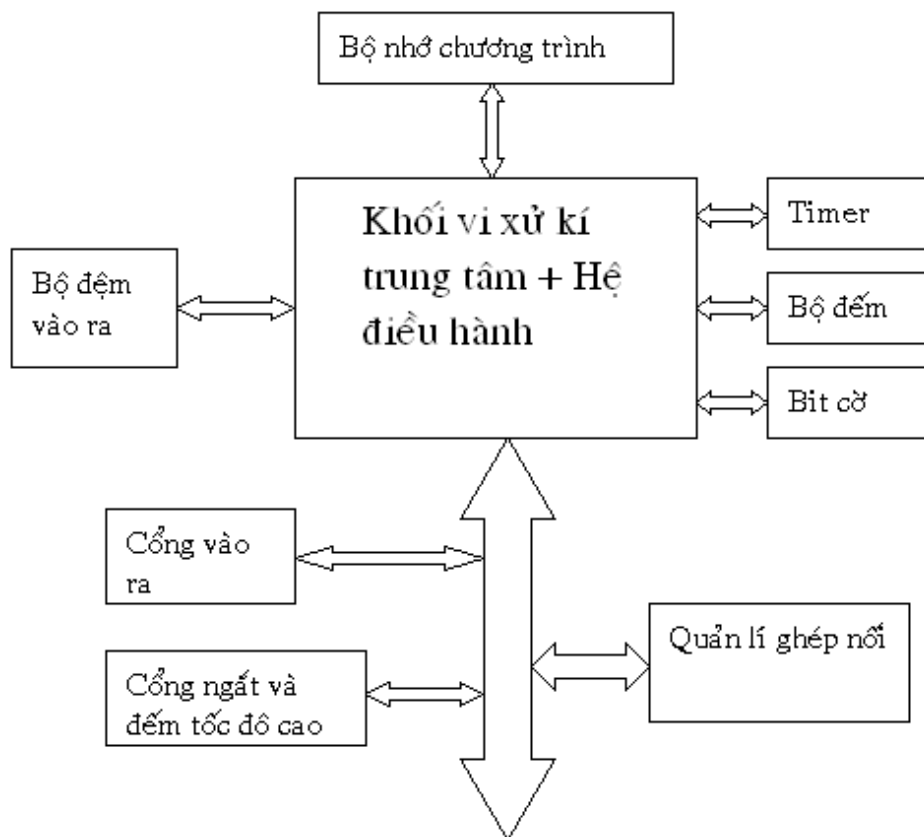 Bộ nhớ chương trình
Khối vi xử kí
trung tâm + Hệ
điều hành
Timer
Bộ đệm
vào ra
Bộ đếm
Bit cờ
Cổng vào
ra
Quản lí ghép nối
Cổng ngắt và
đếm tốc đô cao